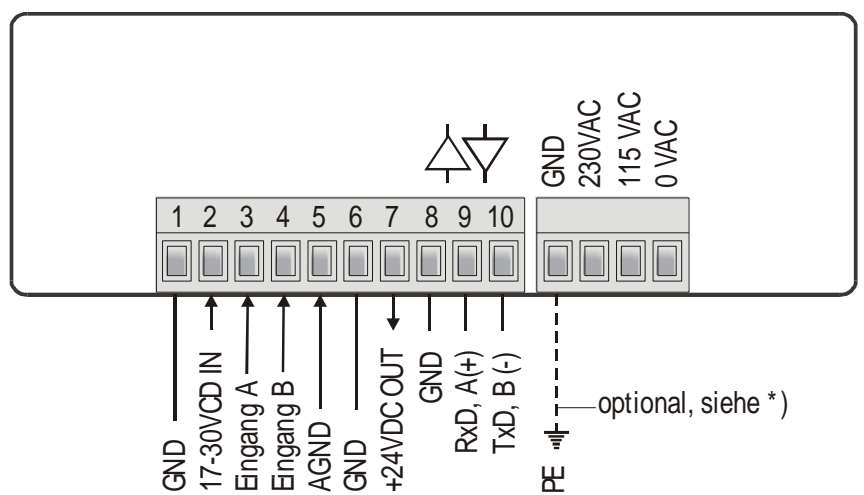 GND
230VAC
115 VAC
0 VAC
1 2 3 4 5 6 7 8 9 10
GND
17-30VCD IN
Eingang A
Eingang B
AGND
GND
+24VDC OUT
GND
RxD, A(+)
TxD, B (-)
PE
optional, siehe *)